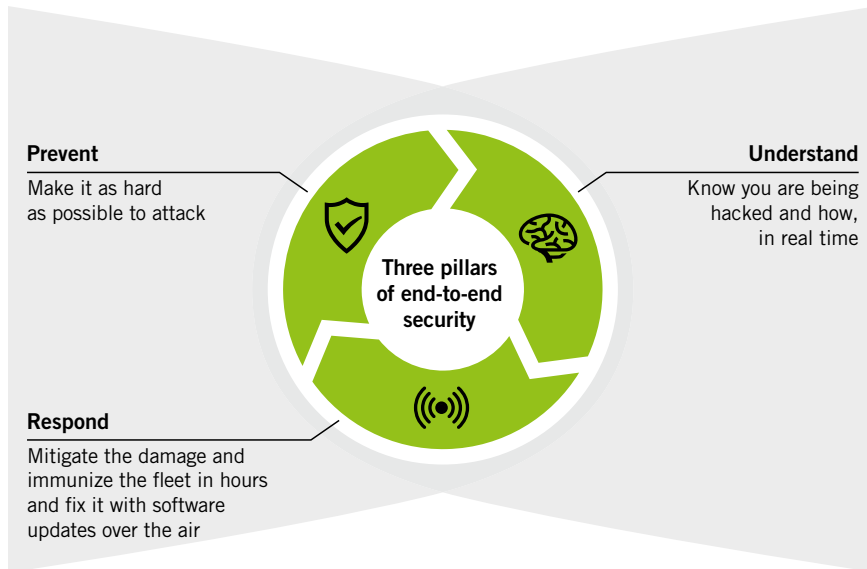 Prevent
Make it as hard
as possible to attack
Understand
Know you are being
hacked and how,
in real time
Three pillars
of end-to-end
security
Respond
Mitigate the damage and
immunize the fleet in hours
and fix it with software
updates over the air